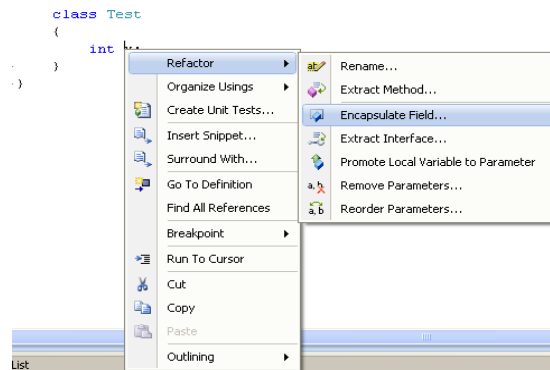 class Test
{
int
}
}
Refactor
Organize Usings
Create Unit Tests...
Insert Snippet...
Surround With...
Go To Definition
Find All References
Breakpoint
Run To Cursor
Cut
Copy
Paste
Outlining
Rename...
Extract Method...
Encapsulate Field...
Extract Interface...
Promote Local Variable to Parameter
Remove Parameters...
Reorder Parameters...
List